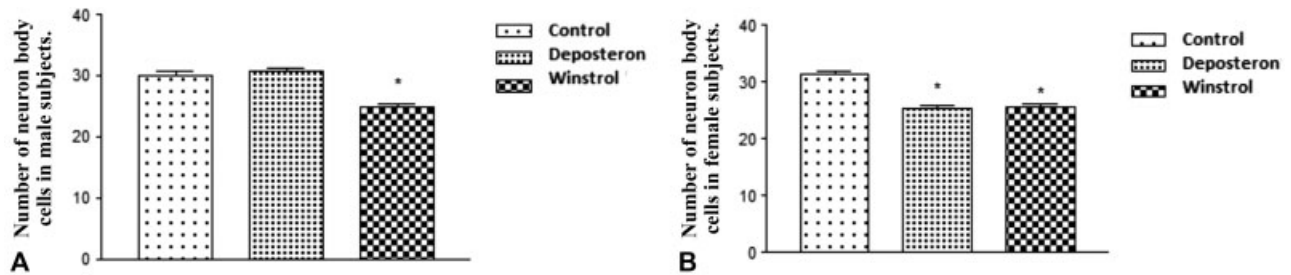 Number of neuron body
cells in male subjects.
40
30
20
10
0
*
Control
Deposteron
Winstrol
A
Number of neuron body
cells in female subjects.
40
30
20
10
0
*
*
Control
Deposteron
Winstrol
B